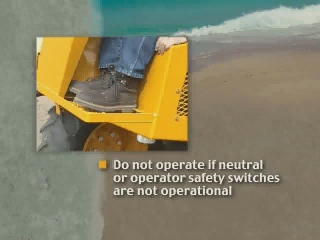 Do not operate if neutral
or operator safety switches
are not operational